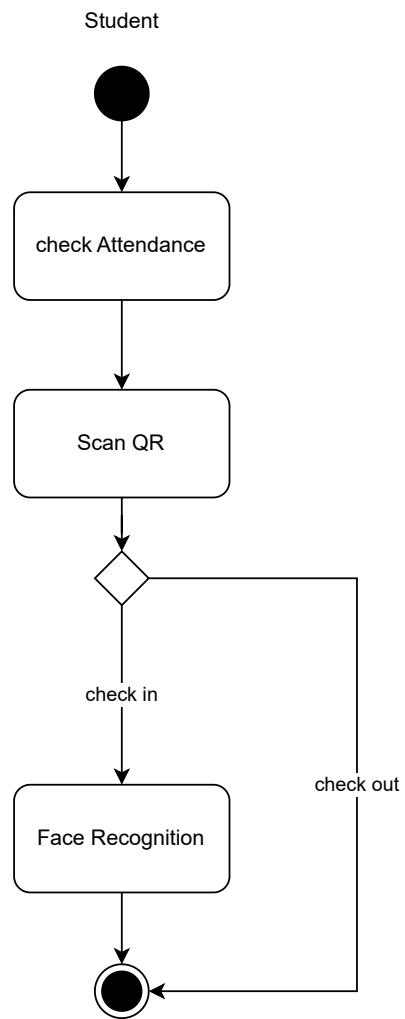 Student
check Attendance
Scan QR
check in
check out
Face Recognition